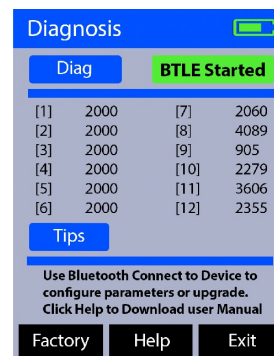 Diagnosis
Diag BTLE Started
[1] 2000 [7] 2060
[2] 2000 [8] 4089
[3] 2000 [9] 905
[4] 2000 [10] 2279
[5] 2000 [11] 3606
[6] 2000 [12] 2355
Tips
Use Bluetooth Connect to Device to
configure parameters or upgrade.
Click Help to Download user Manual
Factory Help Exit